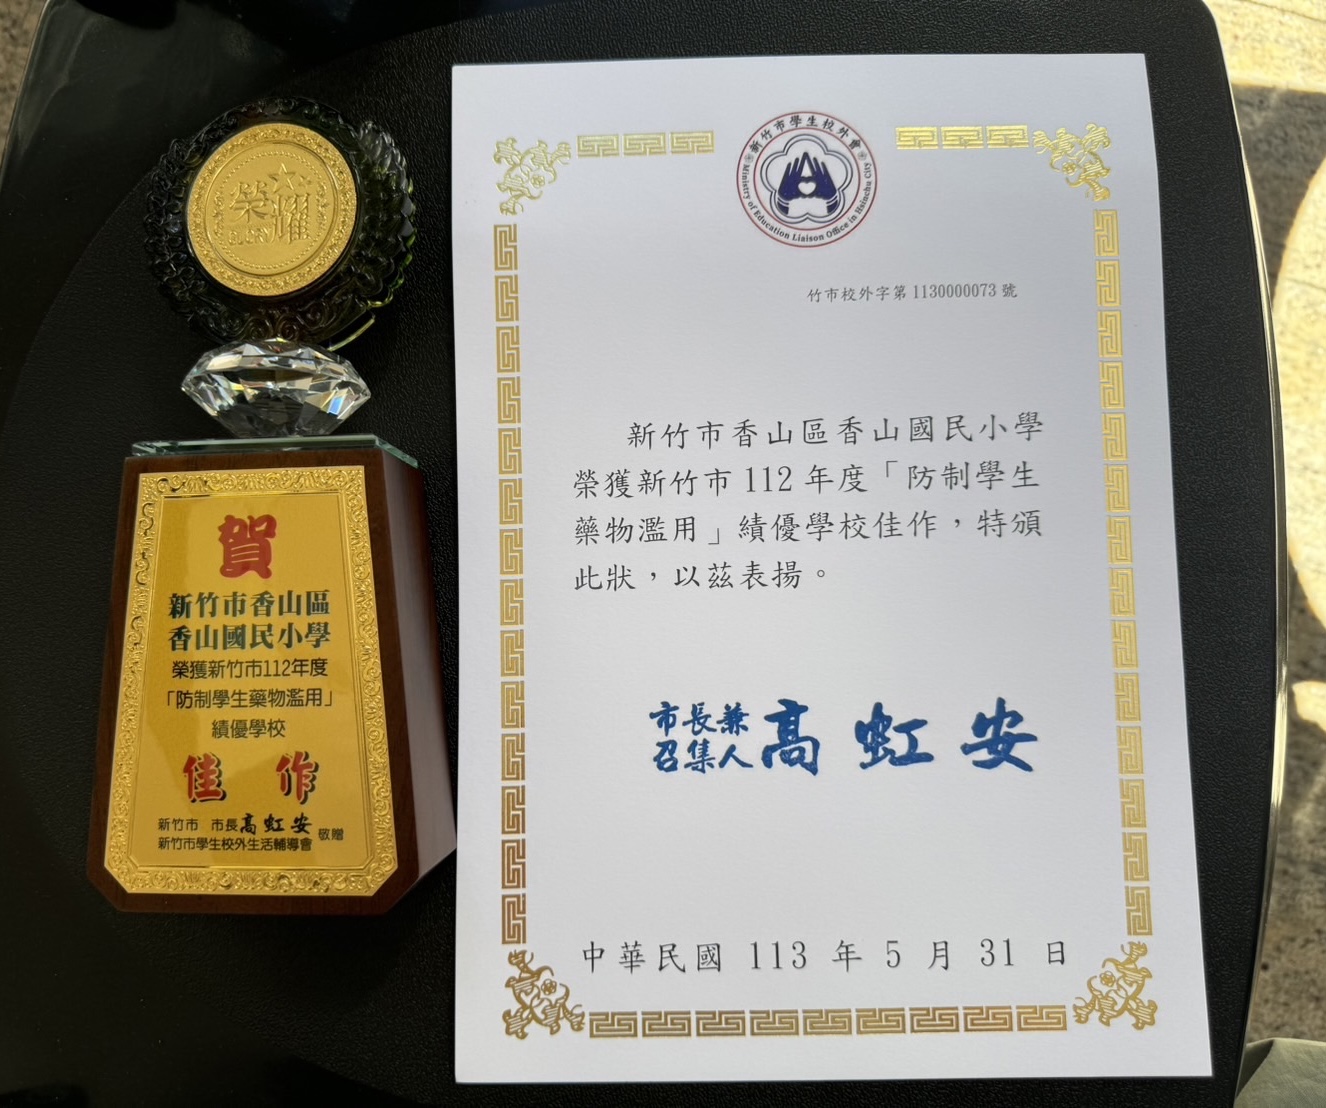 榮耀
GLORY
賀
新竹市香山區
香山國民小學
榮獲新竹市112年度
「防制學生藥物濫用」
績優學校
佳 作
新竹市 市長高虹安
新竹市學生校外生活輔導會
敬贈
新竹市學生校外會
Ministry of Education Liaison Office in Hsinchu City
竹市校外字第1130000073號
新竹市香山區香山國民小學
榮獲新竹市112年度「防制學生
藥物濫用」績優學校佳作，特頒
此狀，以茲表揚。
市長兼
召集人高虹安
中華民國 113 年 5 月 31 日